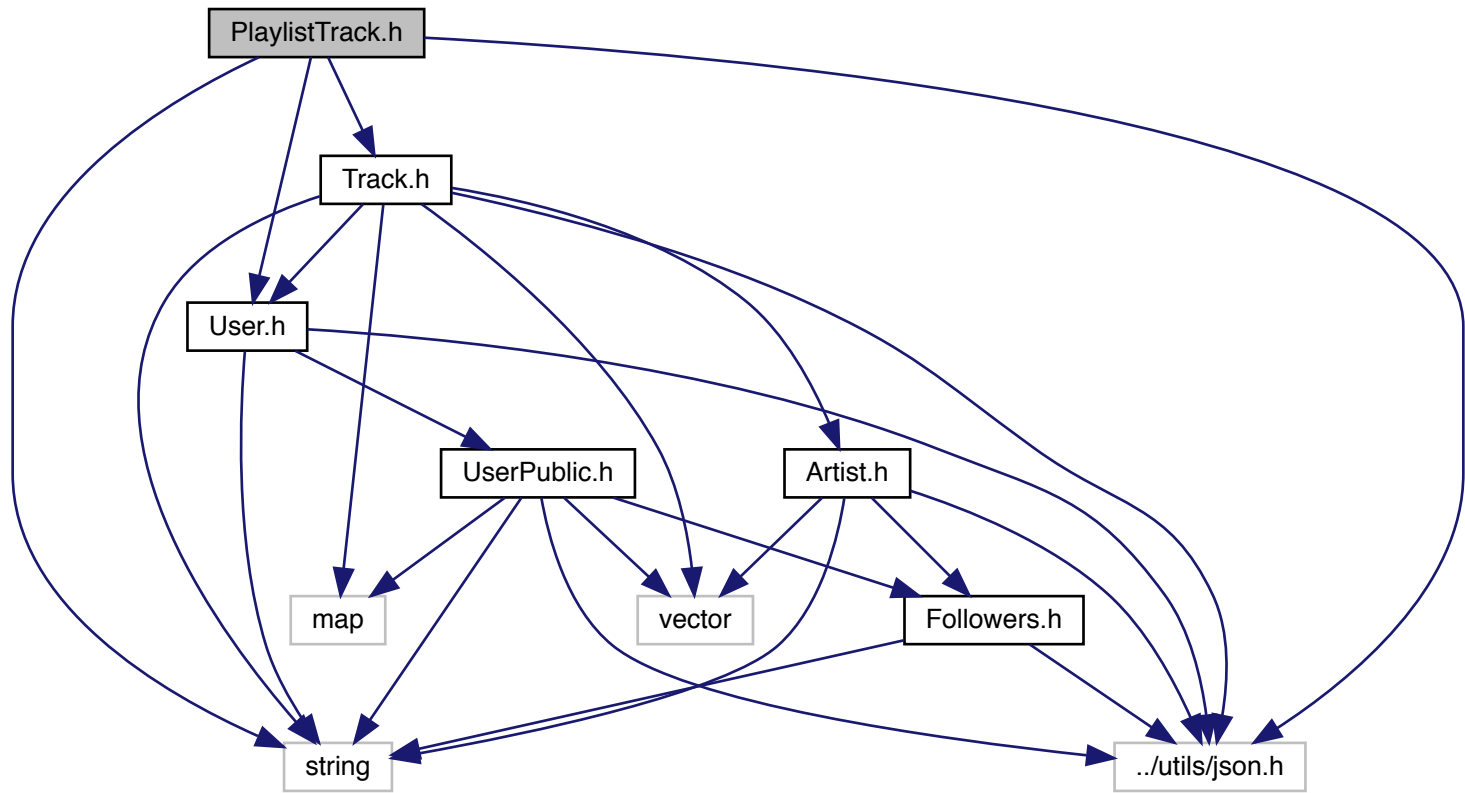 PlaylistTrack.h
Track.h
User.h
UserPublic.h
Artist.h
map
vector
Followers.h
string
../utils/json.h